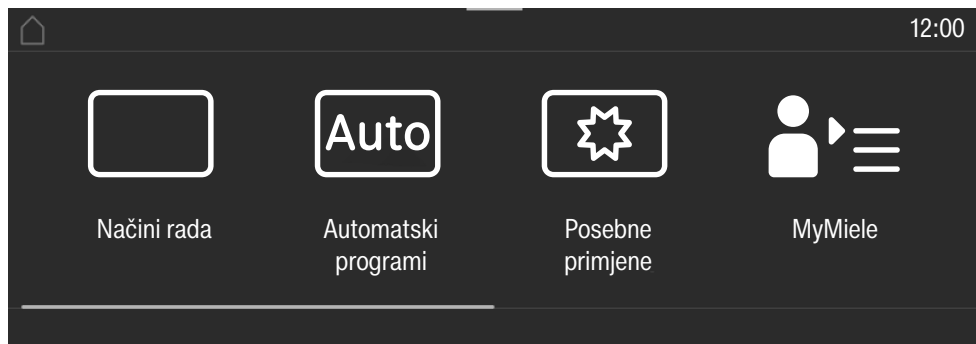 12:00
Auto
Načini rada
Automatski
programi
Posebne
primjene
MyMiele